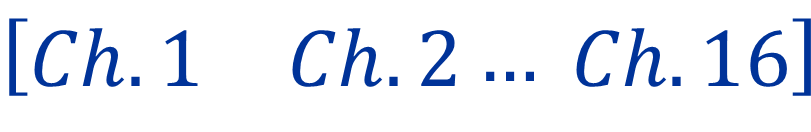 [Ch. 1 Ch. 2 ... Ch. 16]